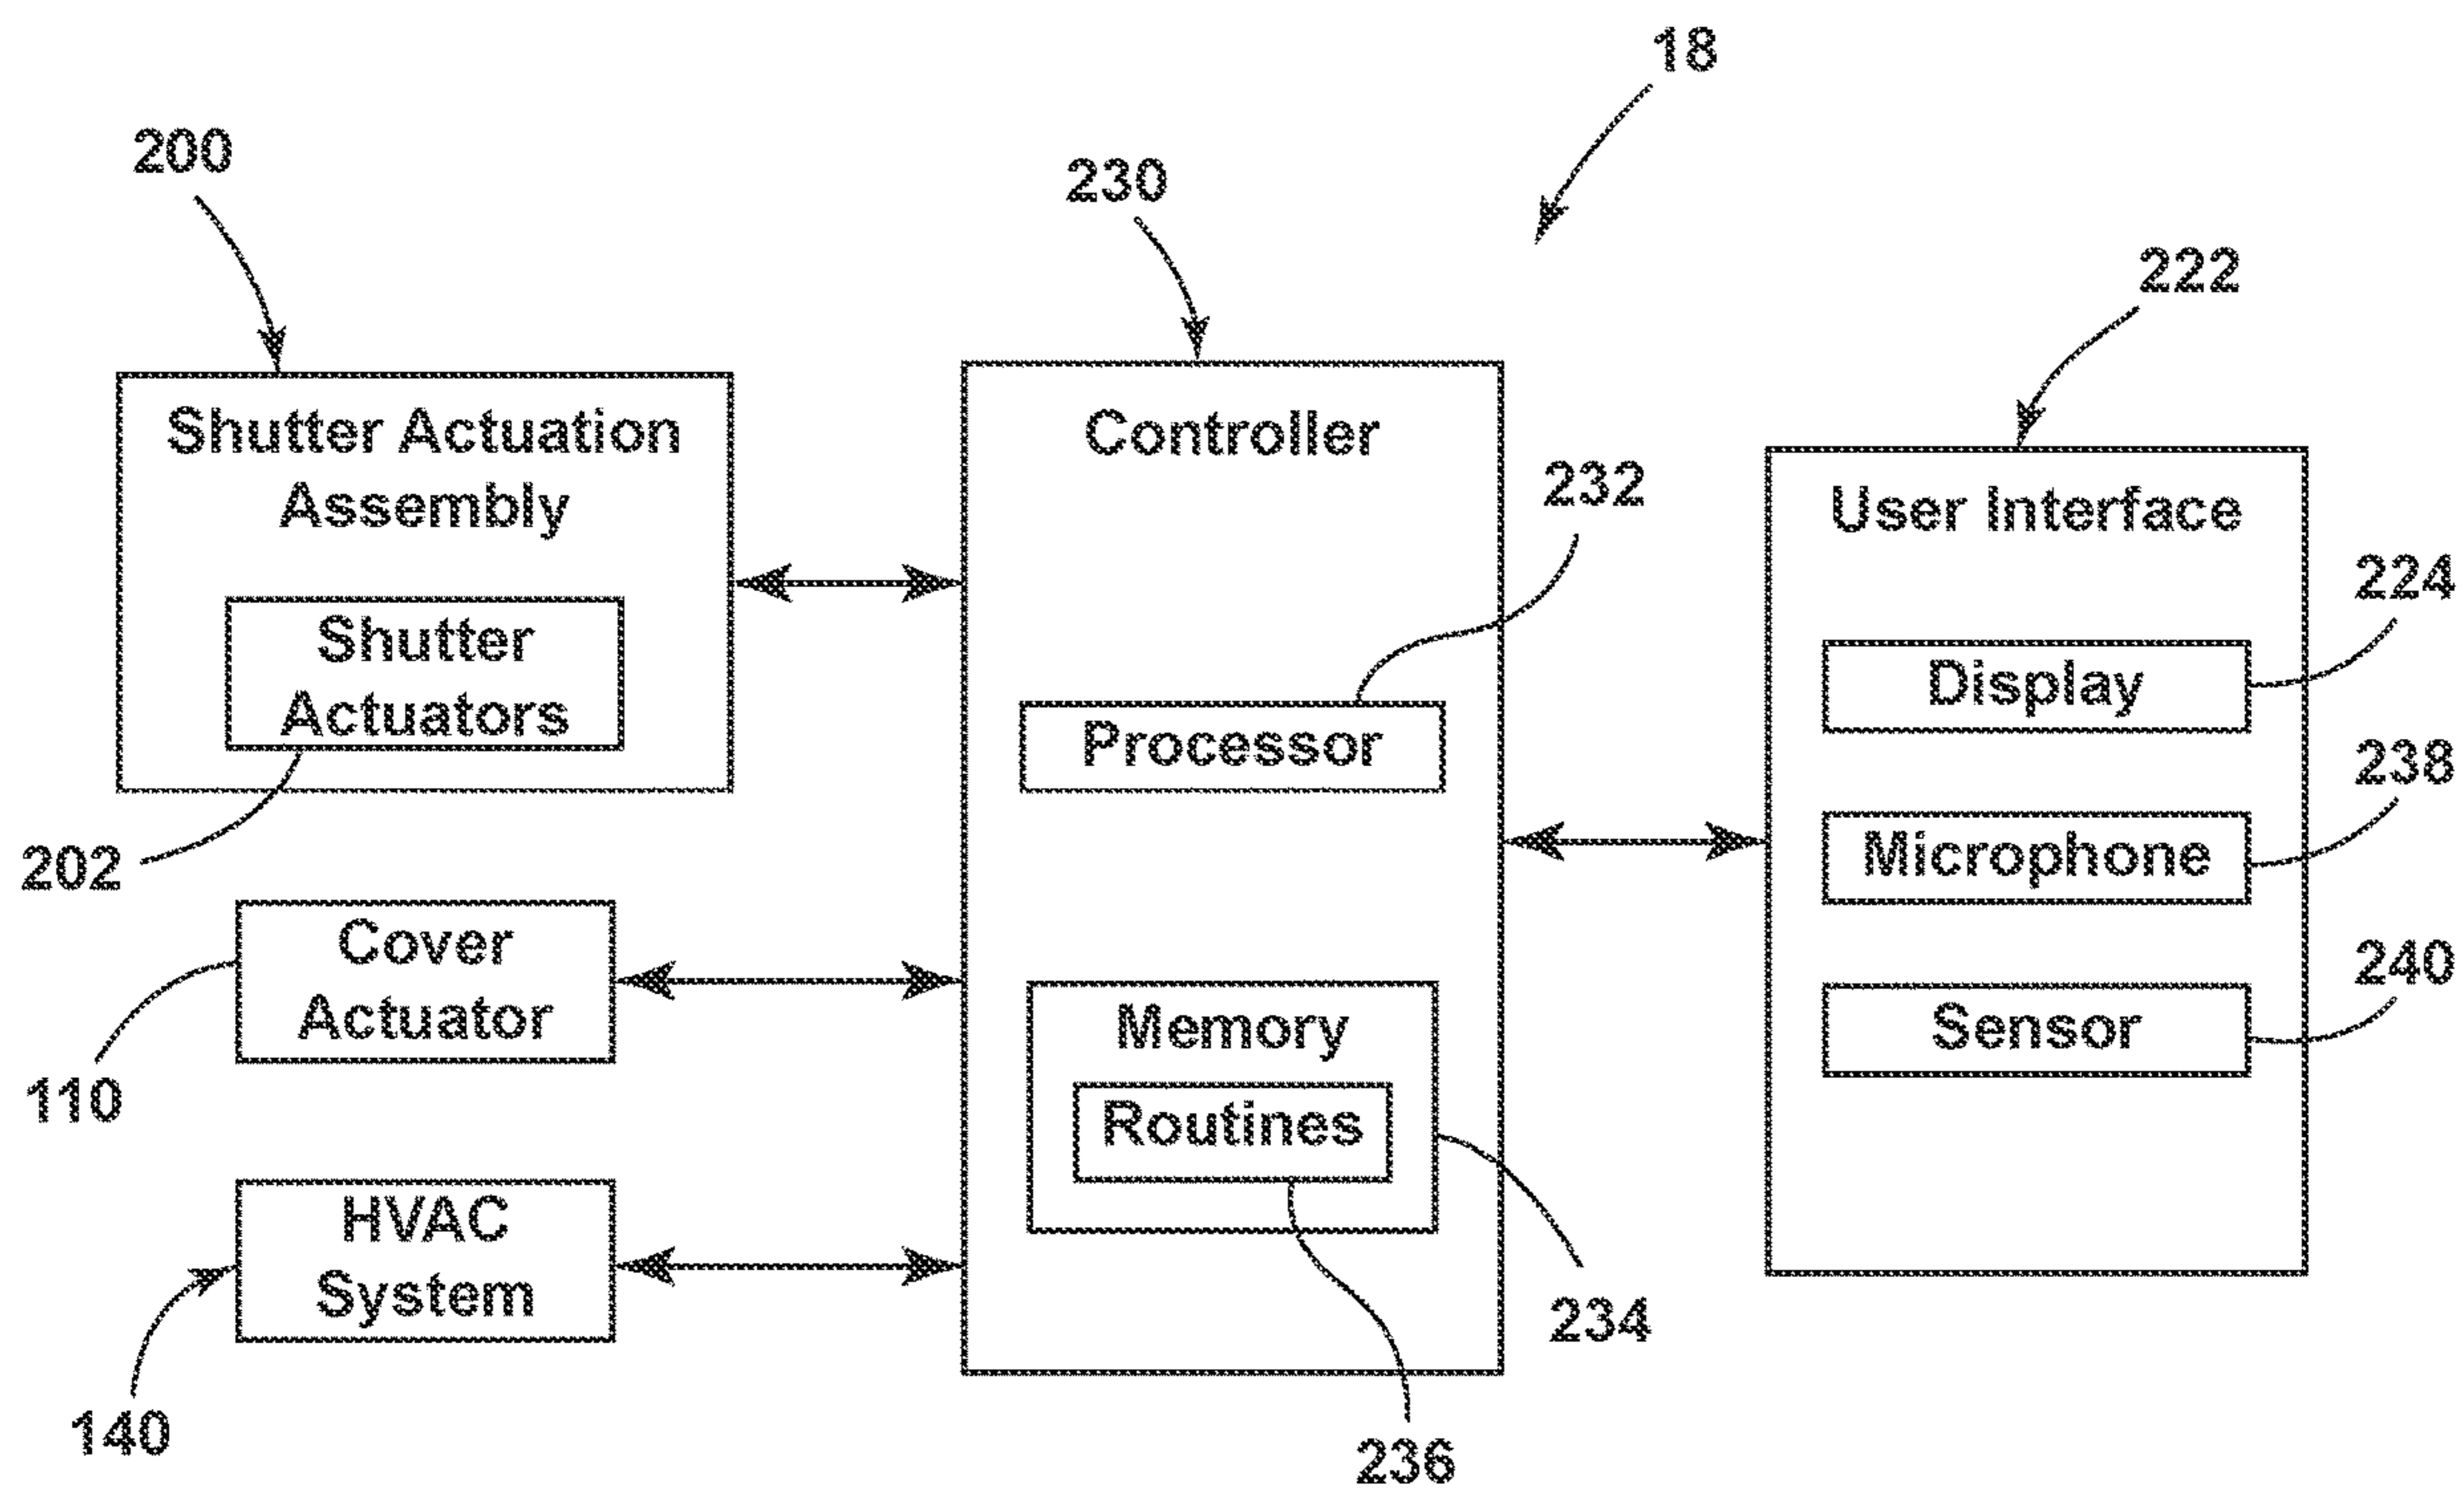 18
200
230
222
Shutter Actuation
Assembly
Shutter
Actuators
202
Cover
Actuator
110
HVAC
System
140
Controller
232
Processor
Memory
Routines
234
236
User Interface
224
Display
238
Microphone
240
Sensor